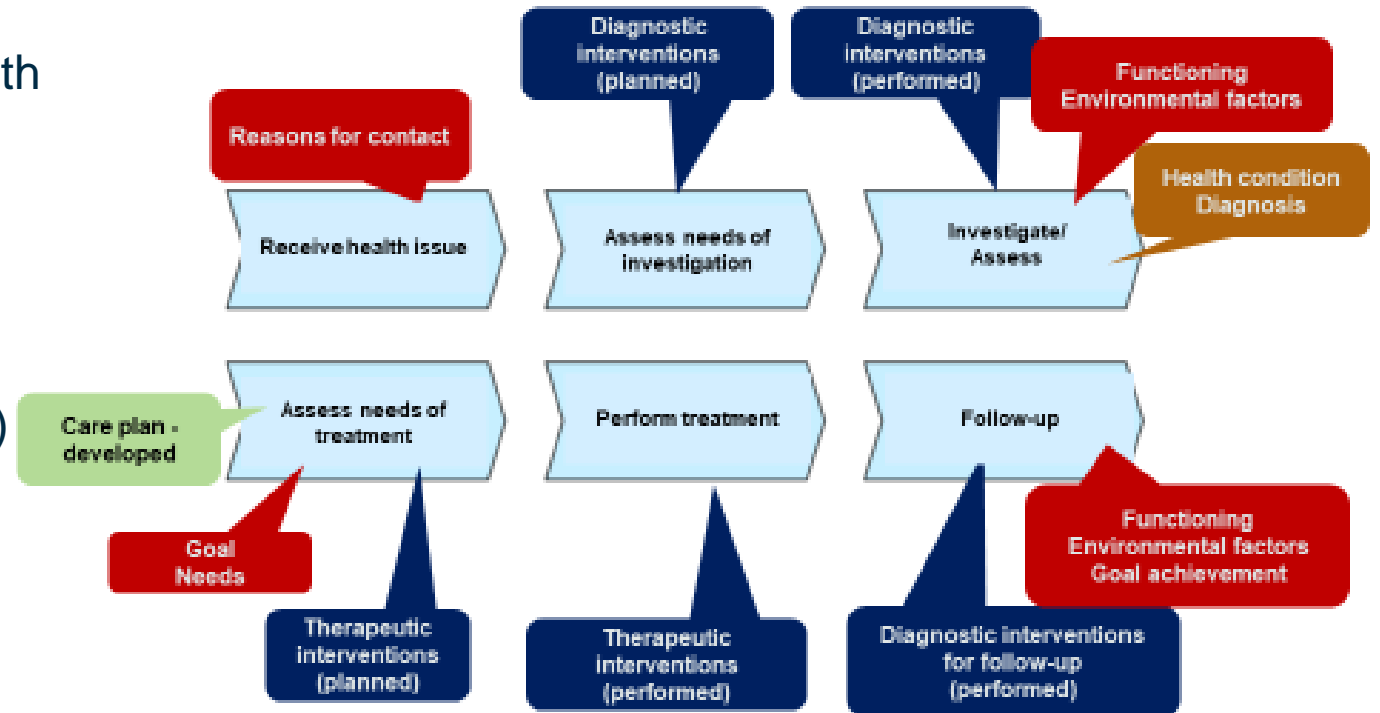 th
Diagnostic
interventions
(planned)
Diagnostic
interventions
(performed)
Functioning
Environmental factors
Reasons for contact
Health condition
Diagnosis
Receive health issue
Assess needs of
investigation
Investigate/
Assess
)
Care plan -
developed
Assess needs of
treatment
Perform treatment
Follow-up
Goal
Needs
Functioning
Environmental factors
Goal achievement
Therapeutic
interventions
(planned)
Therapeutic
interventions
(performed)
Diagnostic interventions
for follow-up
(performed)